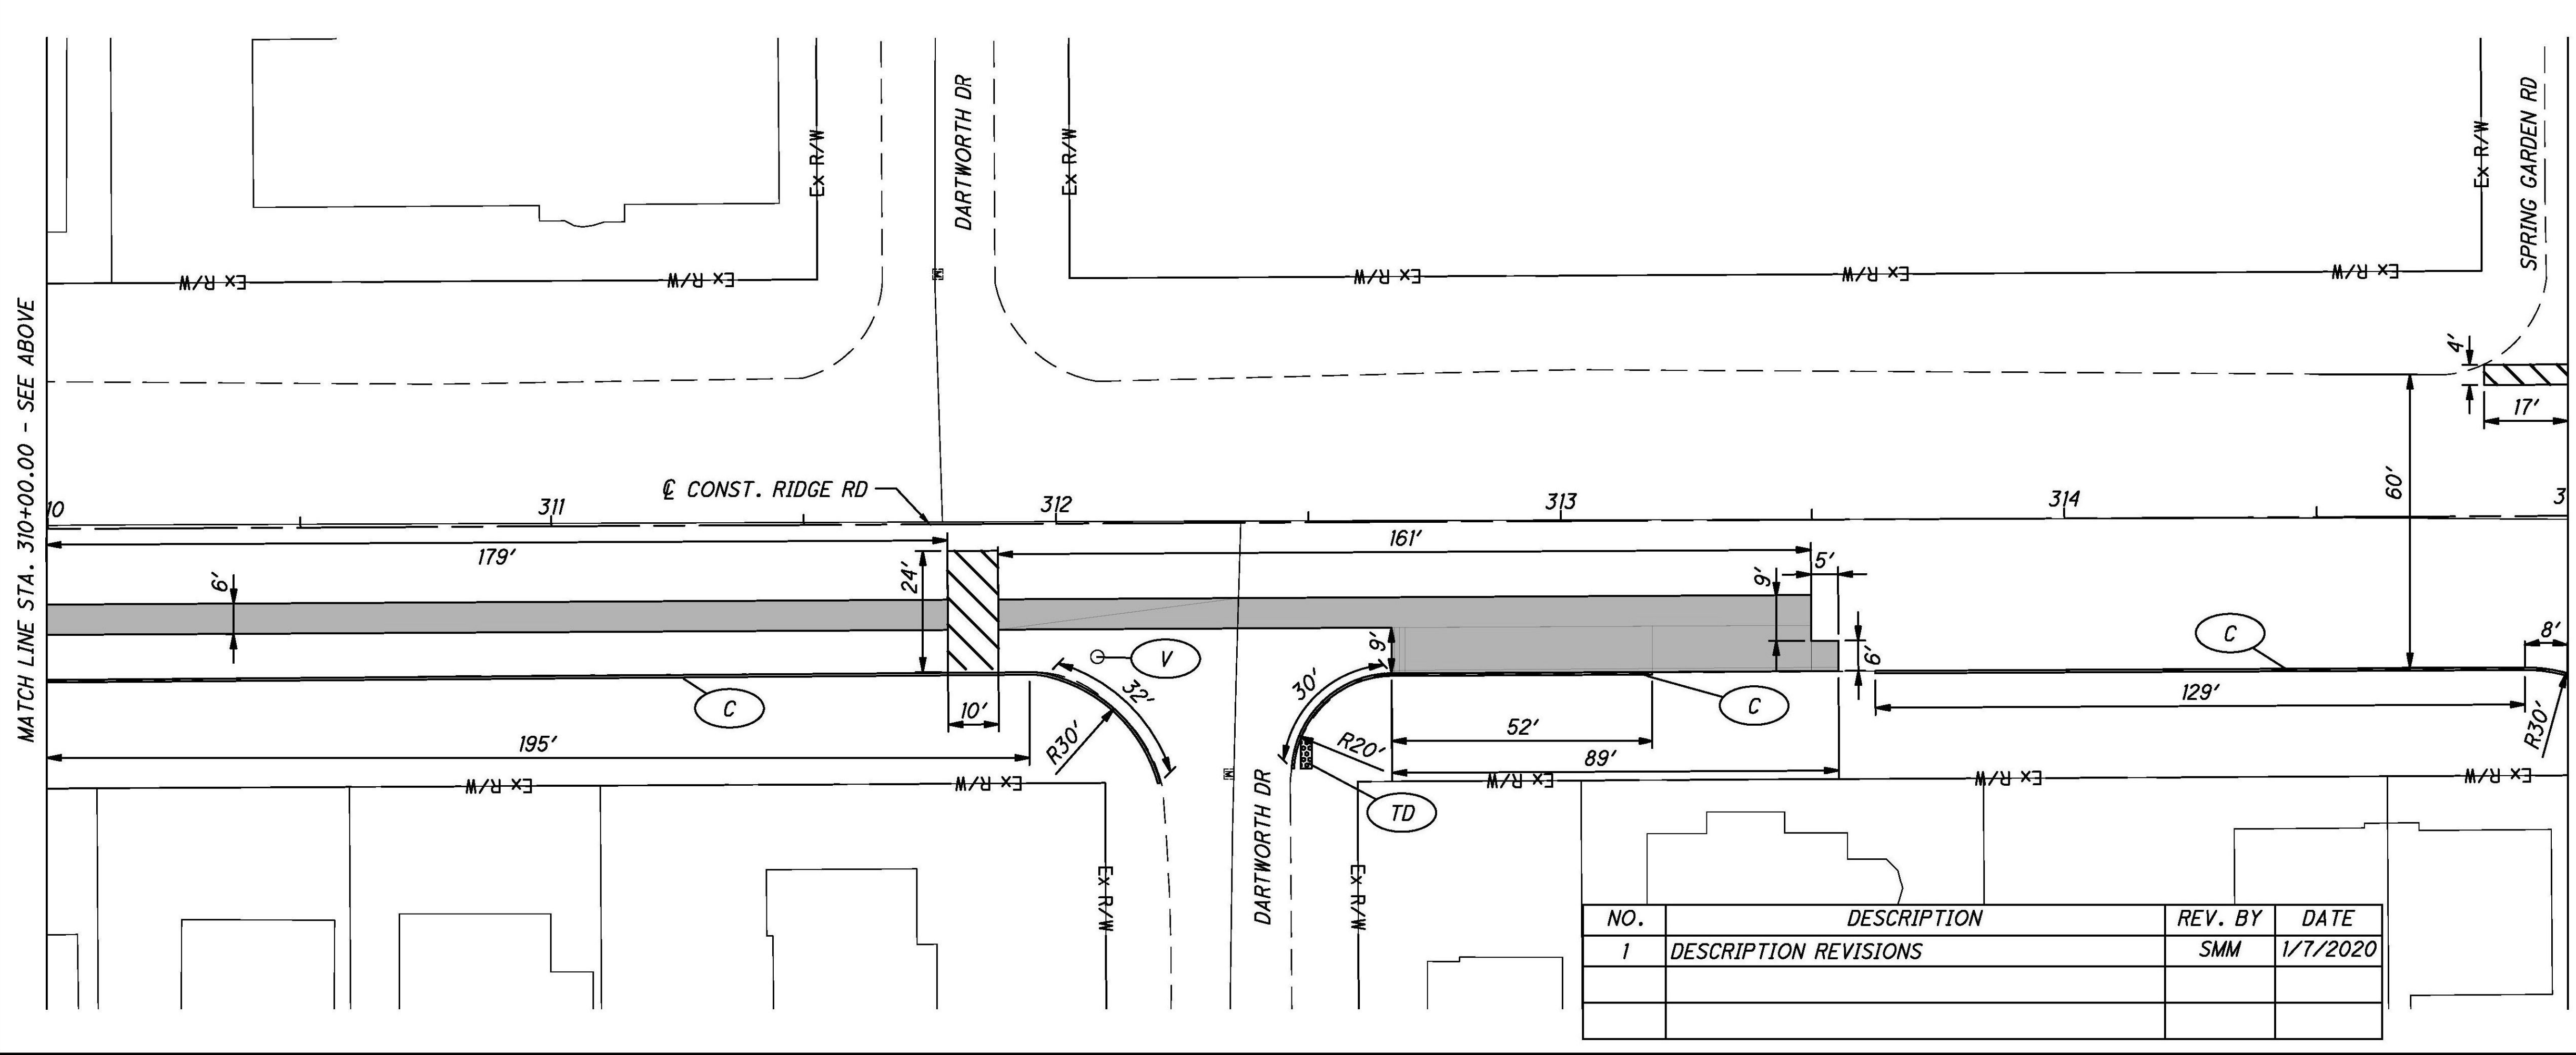 MATCH LINE STA. 310+00.00 - SEE ABOVE
DARTWORTH DR
SPRING GARDEN RD
Ex R/W
Ex R/W
Ex R/W
Ex R/W
Ex R/W
Ex R/W
Ex R/W
Ex R/W
4'
17'
60'
℄ CONST. RIDGE RD
10
311
312
313
314
3
179'
161'
6'
24'
9'
5'
9'
6'
8'
V
C
C
C
32'
30'
10'
R30'
R20'
52'
89'
129'
R30'
195'
TD
Ex R/W
Ex R/W
Ex R/W
Ex R/W
Ex R/W
Ex R/W
Ex R/W
DARTWORTH DR
NO. DESCRIPTION REV. BY DATE
1 DESCRIPTION REVISIONS SMM 1/7/2020